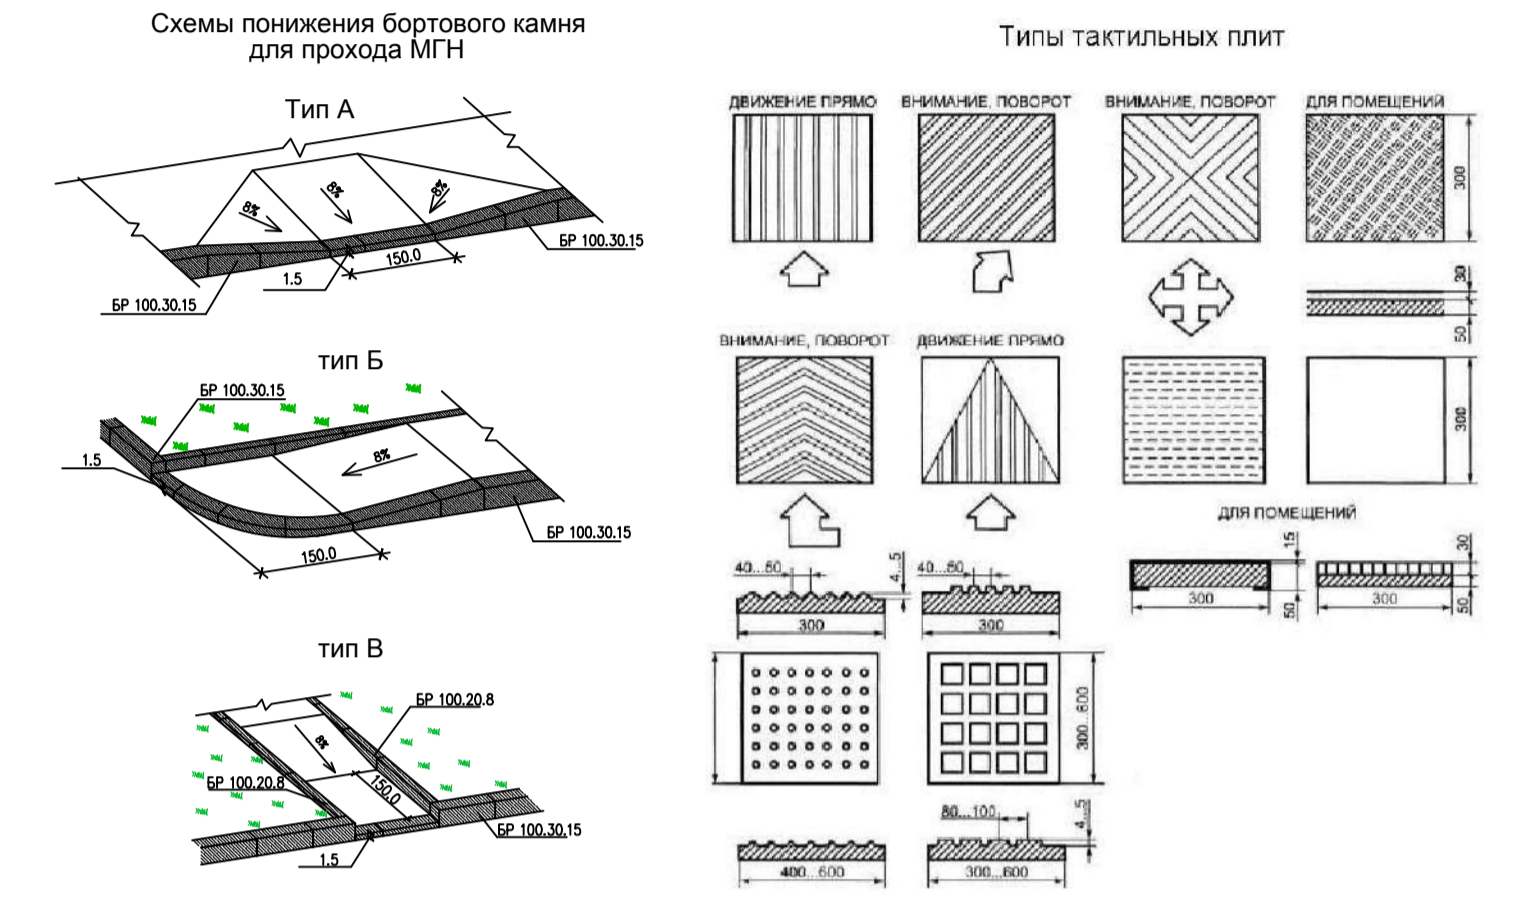 Схемы понижения бортового камня
для прохода МГН
Тип А
8%
8%
8%
БР 100.30.15
150.0
1.5
БР 100.30.15
тип Б
БР 100.30.15
1.5
8%
150.0
БР 100.30.15
тип В
БР 100.20.8
8%
БР 100.20.8
150.0
БР 100.30.15
1.5
Типы тактильных плит
ДВИЖЕНИЕ ПРЯМО
ВНИМАНИЕ, ПОВОРОТ
ВНИМАНИЕ, ПОВОРОТ
ДЛЯ ПОМЕЩЕНИЙ
300
30
50
ВНИМАНИЕ, ПОВОРОТ
ДВИЖЕНИЕ ПРЯМО
300
ДЛЯ ПОМЕЩЕНИЙ
40...50
4...5
40...50
300
300
15
50
300
30
50
300
300...600
80...100
4...5
400...600
300...600